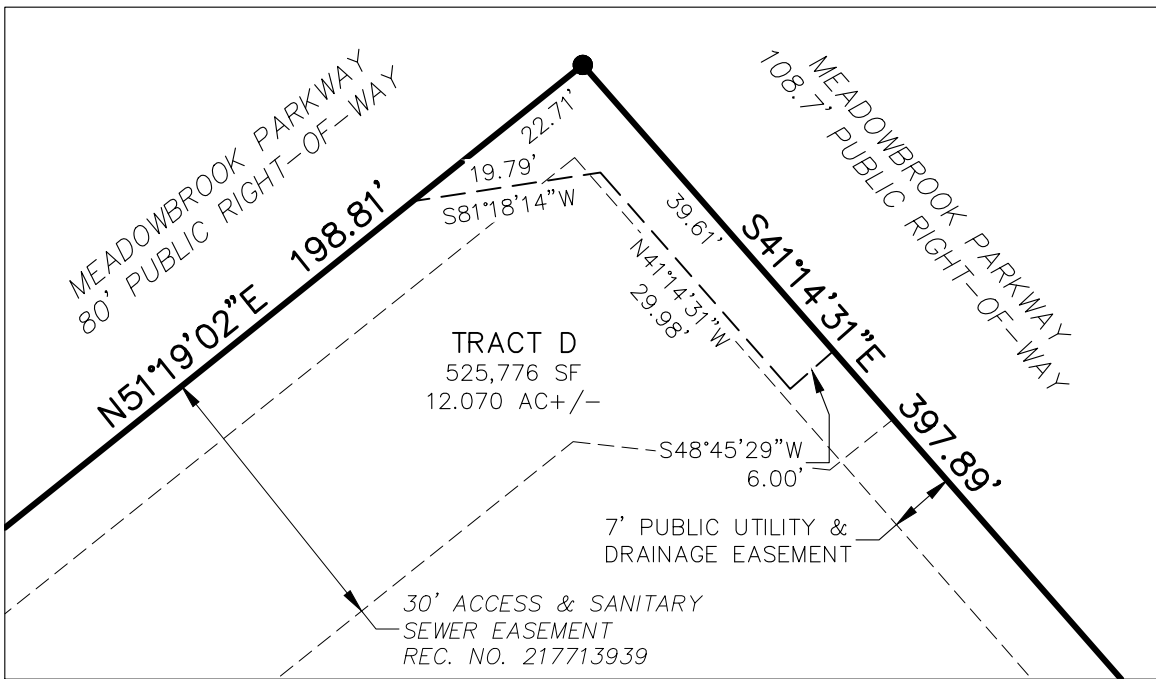 MEADOWBROOK PARKWAY
80' PUBLIC RIGHT-OF-WAY
MEADOWBROOK PARKWAY
108.7' PUBLIC RIGHT-OF-WAY
22.71'
19.79'
S81°18'14"W
N51°19'02"E 198.81'
39.61'
S41°14'31"E 397.89'
N41°14'31"W
29.98'
TRACT D
525,776 SF
12.070 AC+/-
S48°45'29"W
6.00'
7' PUBLIC UTILITY &
DRAINAGE EASEMENT
30' ACCESS & SANITARY
SEWER EASEMENT
REC. NO. 217713939